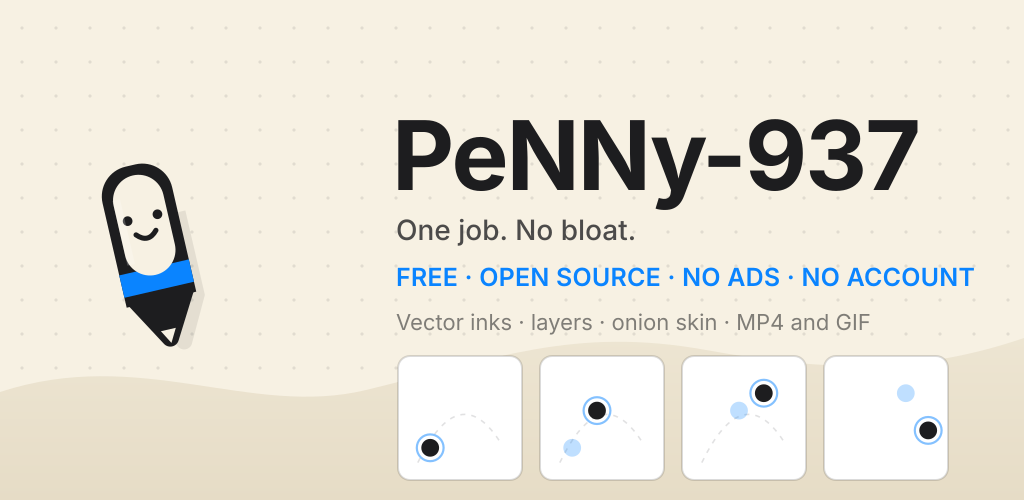 PeNNy-937
One job. No bloat.
FREE · OPEN SOURCE · NO ADS · NO ACCOUNT
Vector inks · layers · onion skin · MP4 and GIF